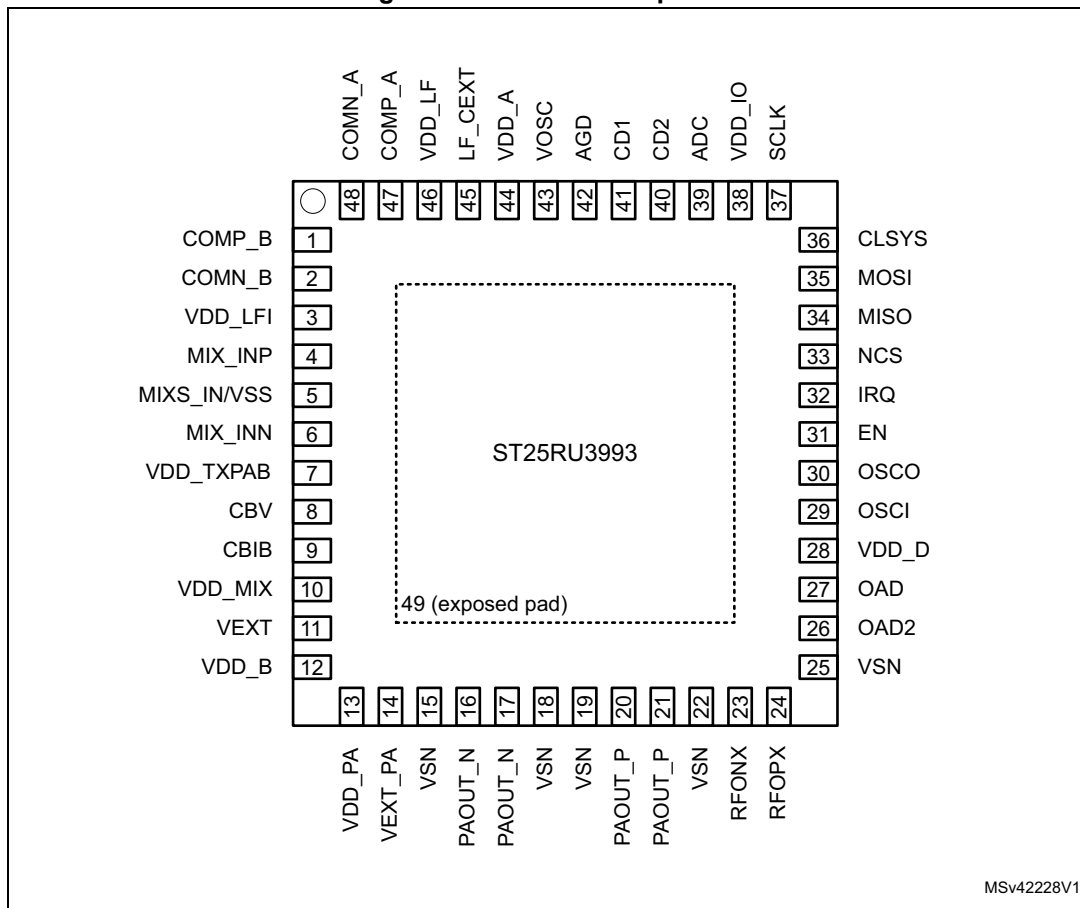 COMN_A
COMP_A
VDD_LF
LF_CEXT
VDD_A
VOSC
AGD
CD1
CD2
ADC
VDD_IO
SCLK
48 47 46 45 44 43 42 41 40 39 38 37
COMP_B 1 36 CLSYS
COMN_B 2 35 MOSI
VDD_LFI 3 34 MISO
MIX_INP 4 33 NCS
MIXS_IN/VSS 5 32 IRQ
MIX_INN 6 31 EN
ST25RU3993
VDD_TXPAB 7 30 OSCO
CBV 8 29 OSCI
CBIB 9 28 VDD_D
VDD_MIX 10 27 OAD
49 (exposed pad)
VEXT 11 26 OAD2
VDD_B 12 25 VSN
13 14 15 16 17 18 19 20 21 22 23 24
VDD_PA
VEXT_PA
VSN
PAOUT_N
PAOUT_N
VSN
VSN
PAOUT_P
PAOUT_P
VSN
RFONX
RFOPX
MSv42228V1